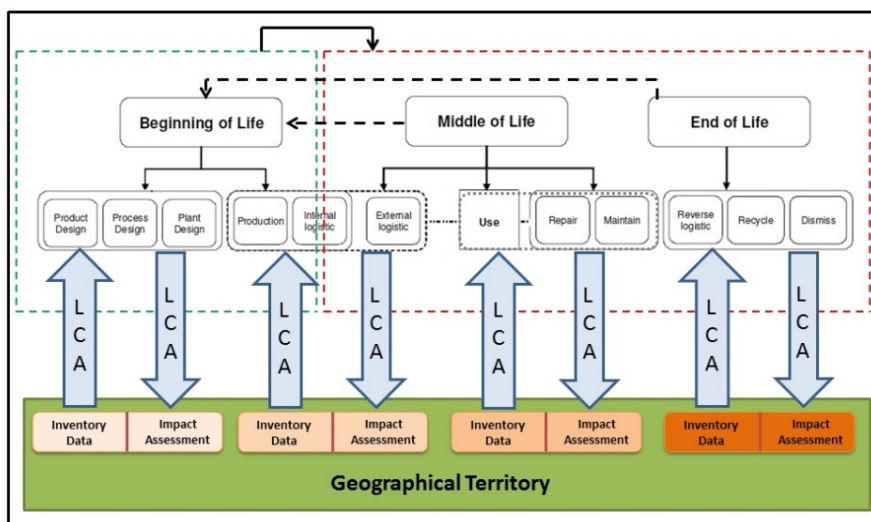 Beginning of Life
Middle of Life
End of Life
Product
Design
Process
Design
Plant
Design
Production
Internal
logistic
External
logistic
Use
Repair
Maintain
Reverse
logistic
Recycle
Dismiss
L
C
A
L
C
A
L
C
A
L
C
A
L
C
A
L
C
A
L
C
A
L
C
A
Inventory
Data
Impact
Assessment
Inventory
Data
Impact
Assessment
Inventory
Data
Impact
Assessment
Inventory
Data
Impact
Assessment
Geographical Territory